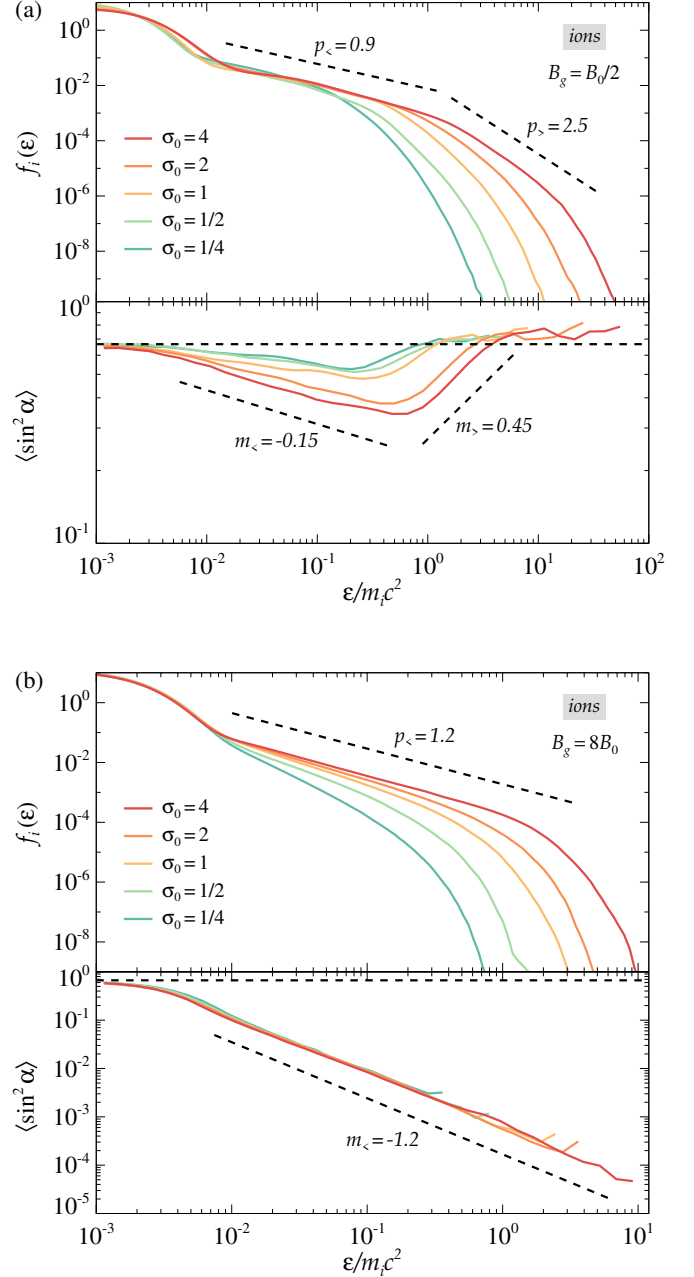 (a)
10^0
10^-2
10^-4
10^-6
10^-8
f_i(ε)
p_<=0.9
p_>=2.5
ions
B_g=B_0/2
σ_0=4
σ_0=2
σ_0=1
σ_0=1/2
σ_0=1/4
10^0
10^-1
⟨sin^2 α⟩
m_<=-0.15
m_>=0.45
10^-3 10^-2 10^-1 10^0 10^1 10^2
ε/m_i c^2
(b)
10^0
10^-2
10^-4
10^-6
10^-8
f_i(ε)
p_<=1.2
ions
B_g=8B_0
σ_0=4
σ_0=2
σ_0=1
σ_0=1/2
σ_0=1/4
10^0
10^-1
10^-2
10^-3
10^-4
10^-5
⟨sin^2 α⟩
m_<=-1.2
10^-3 10^-2 10^-1 10^0 10^1
ε/m_i c^2